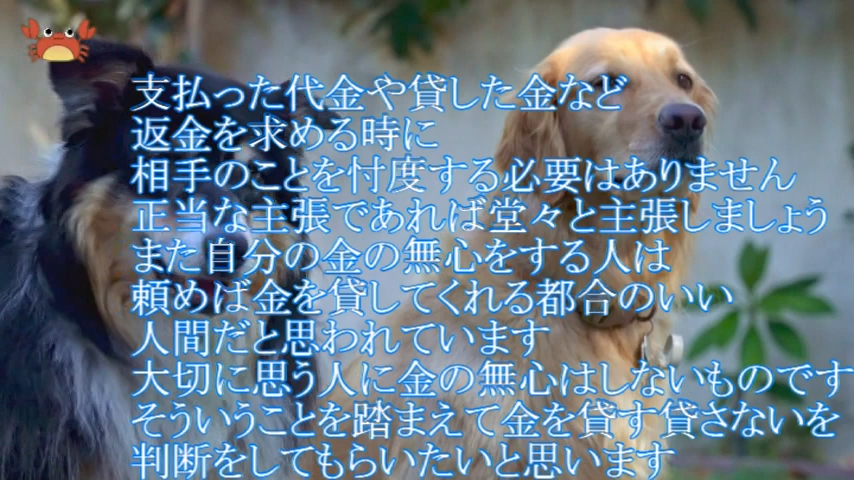 支払った代金や貸した金など
返金を求める時に
相手のことを忖度する必要はありません
正当な主張であれば堂々と主張しましょう
また自分の金の無心をする人は
頼めば金を貸してくれる都合のいい
人間だと思われています
大切に思う人に金の無心はしないものです
そういうことを踏まえて金を貸す貸さないを
判断をしてもらいたいと思います